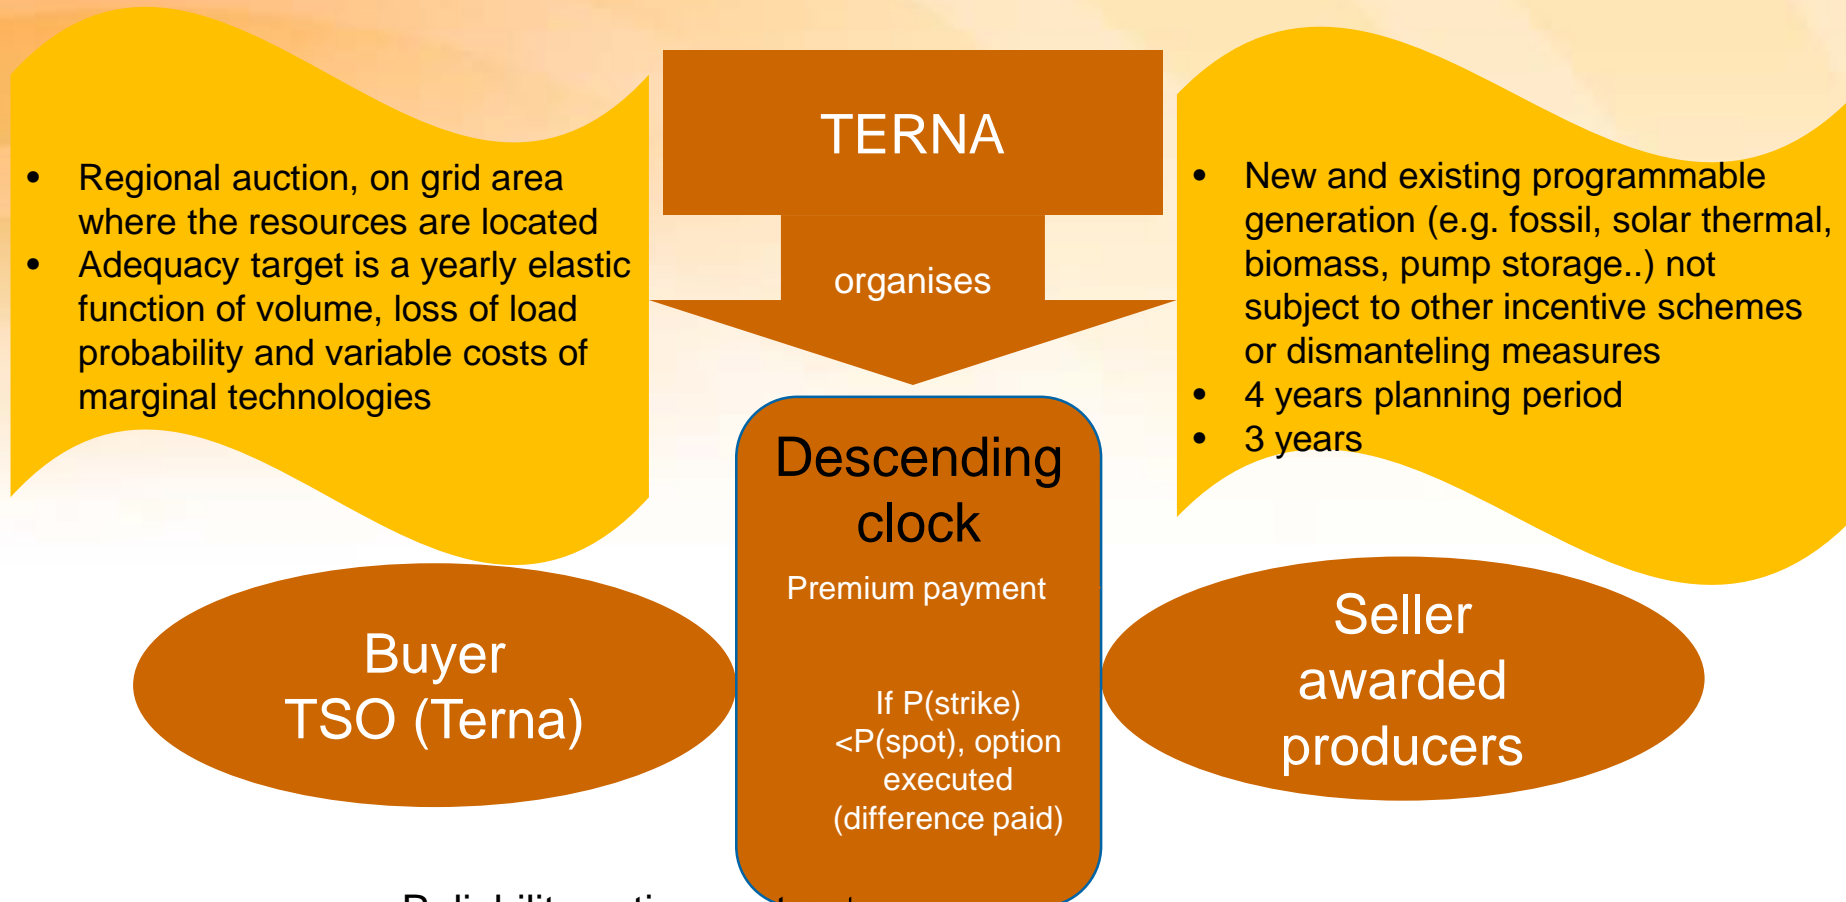 TERNA
organises
• Regional auction, on grid area
where the resources are located
• Adequacy target is a yearly elastic
function of volume, loss of load
probability and variable costs of
marginal technologies
• New and existing programmable
generation (e.g. fossil, solar thermal,
biomass, pump storage..) not
subject to other incentive schemes
or dismanteling measures
• 4 years planning period
• 3 years
Descending
clock
Premium payment
If P(strike)
<P(spot), option
executed
(difference paid)
Buyer
TSO (Terna)
Seller
awarded
producers